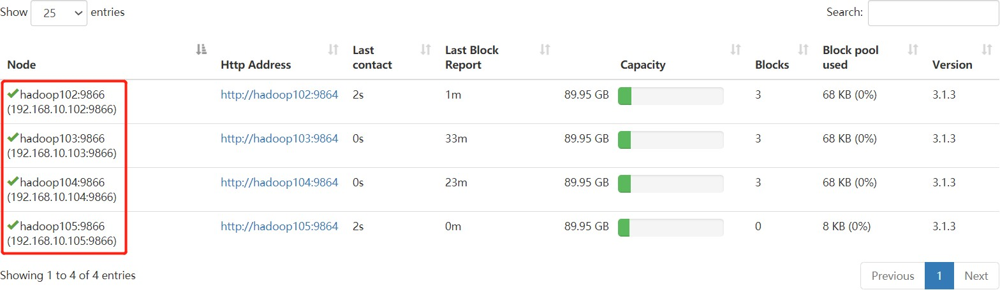 Show 25 entries Search:
Node Http Address Last contact Last Block Report Capacity Blocks Block pool used Version
hadoop102:9866 http://hadoop102:9864 2s 1m 89.95 GB 3 68 KB (0%) 3.1.3
(192.168.10.102:9866)
hadoop103:9866 http://hadoop103:9864 0s 33m 89.95 GB 3 68 KB (0%) 3.1.3
(192.168.10.103:9866)
hadoop104:9866 http://hadoop104:9864 0s 23m 89.95 GB 3 68 KB (0%) 3.1.3
(192.168.10.104:9866)
hadoop105:9866 http://hadoop105:9864 2s 0m 89.95 GB 0 8 KB (0%) 3.1.3
(192.168.10.105:9866)
Showing 1 to 4 of 4 entries Previous 1 Next